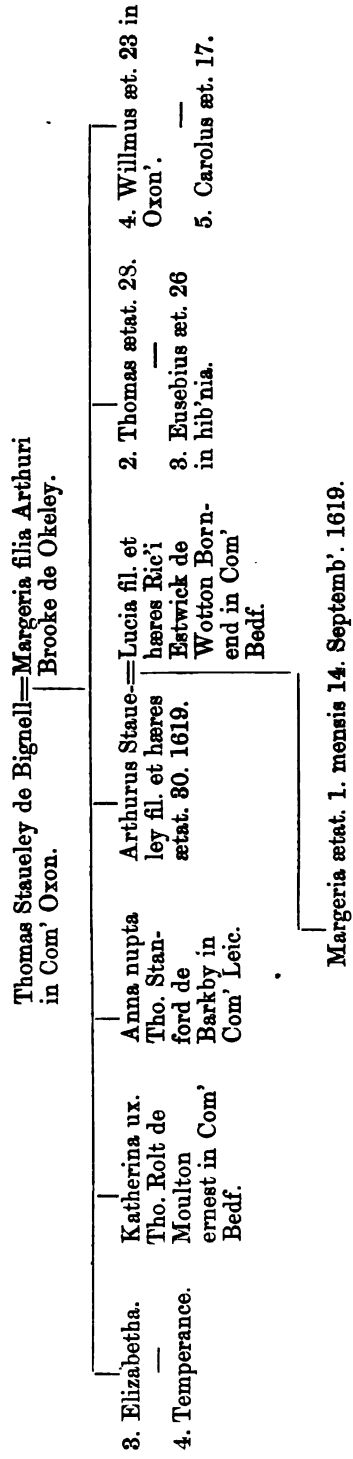 Thomas Staueley de Bignell=Margeria filia Arthuri
in Com' Oxon. Brooke de Okeley.
3. Elizabetha.
—
4. Temperance.
Katherina ux.
Tho. Rolt de
Moulton
ernest in Com'
Bedf.
Anna nupta
Tho. Stan-
ford de
Barkby in
Com' Leic.
Arthurus Staue-=Lucia fil. et
ley fil. et hæres hæres Ric'i
ætat. 30. 1619. Estwick de
Wotton Born-
end in Com'
Bedf.
2. Thomas ætat. 28.
—
3. Eusebius æt. 26
in hib'nia.
4. Willmus æt. 23 in
Oxon'.
—
5. Carolus æt. 17.
Margeria ætat. 1. mensis 14. Septemb'. 1619.